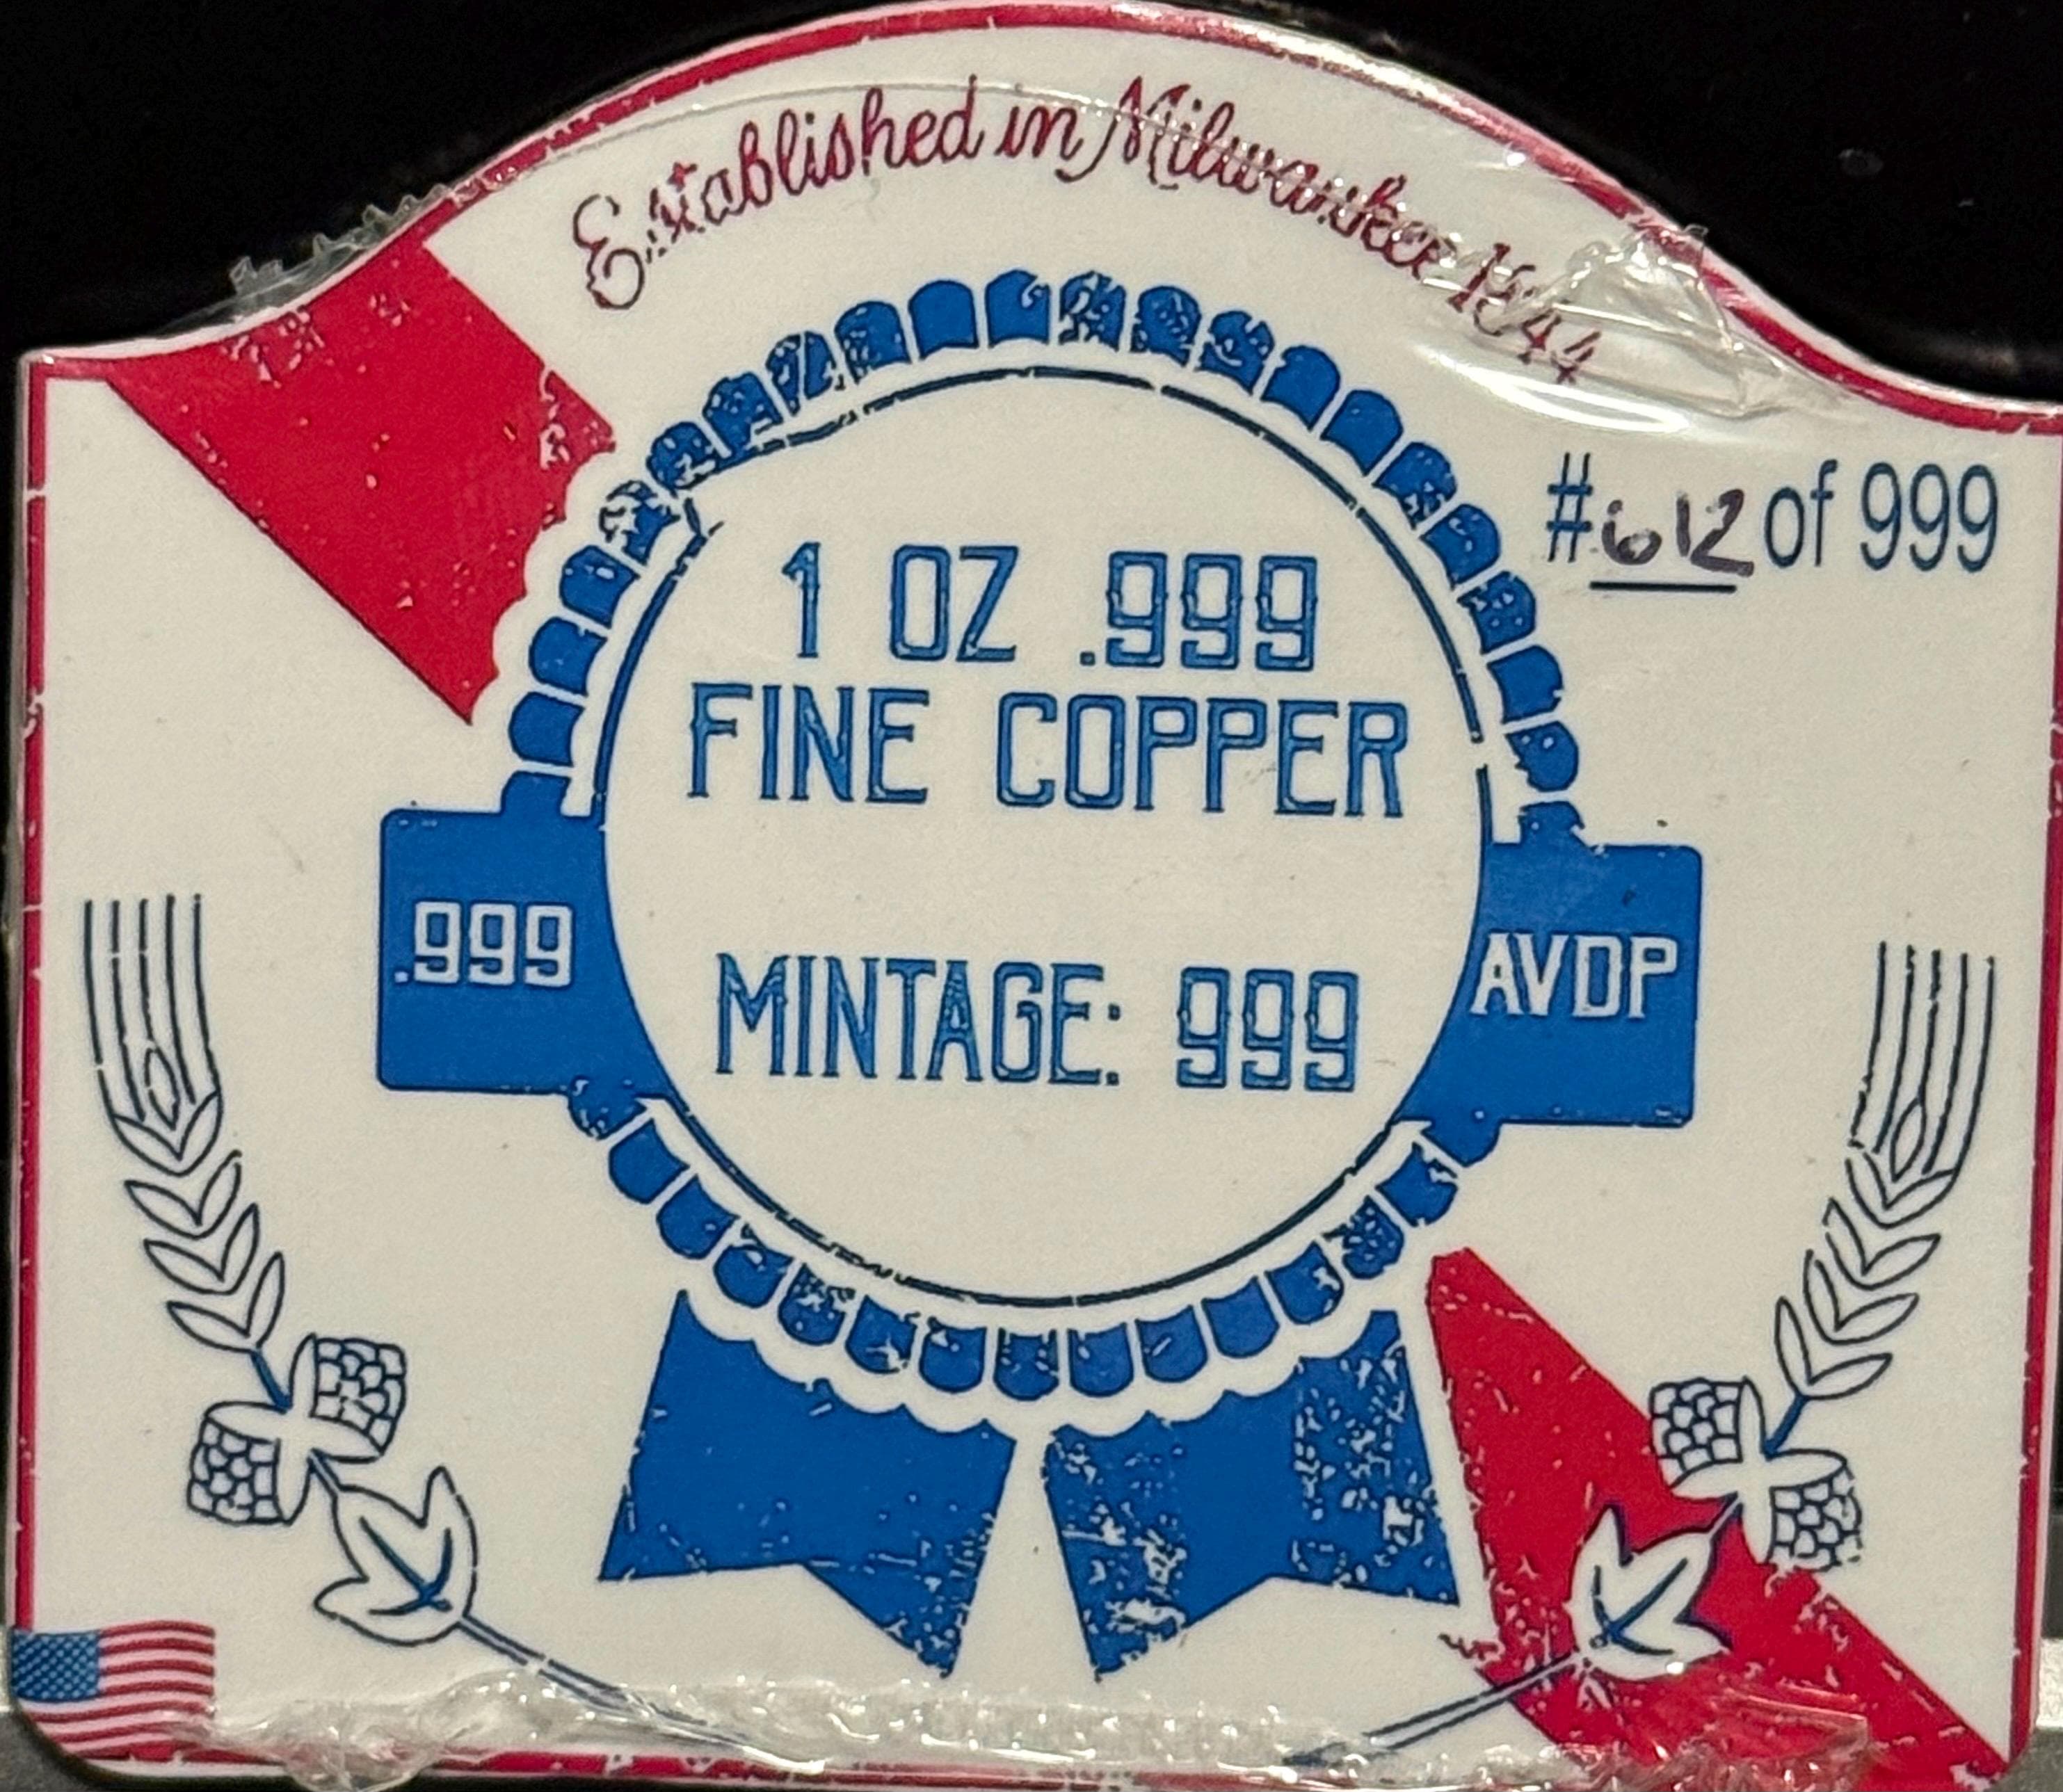 Established in Milwaukee 1844
#612 of 999
1 OZ .999
FINE COPPER
.999
AVDP
MINTAGE: 999